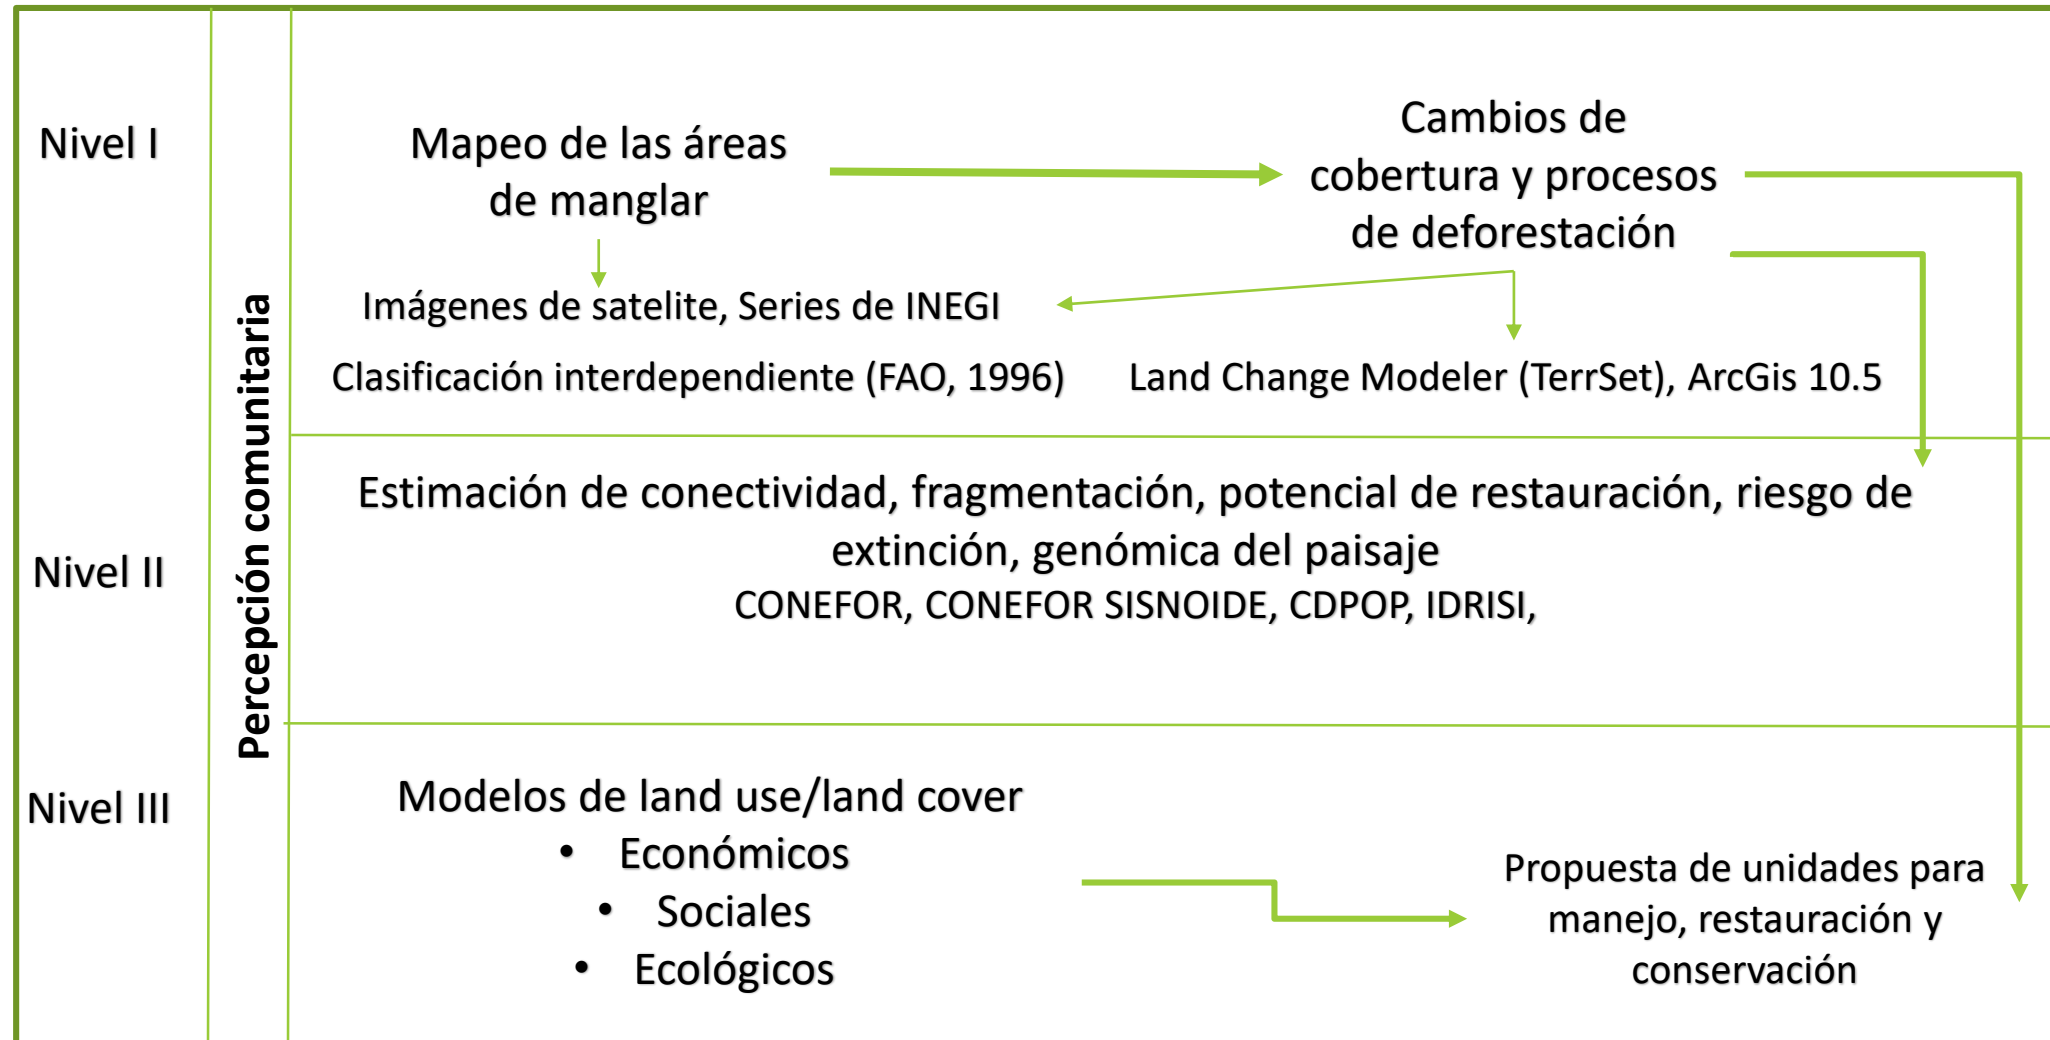 Nivel I
Mapeo de las áreas
de manglar
Cambios de
cobertura y procesos
de deforestación
Imágenes de satelite, Series de INEGI
Clasificación interdependiente (FAO, 1996)
Land Change Modeler (TerrSet), ArcGis 10.5
Percepción comunitaria
Nivel II
Estimación de conectividad, fragmentación, potencial de restauración, riesgo de
extinción, genómica del paisaje
CONEFOR, CONEFOR SISNOIDE, CDPOP, IDRISI,
Nivel III
Modelos de land use/land cover
• Económicos
• Sociales
• Ecológicos
Propuesta de unidades para
manejo, restauración y
conservación